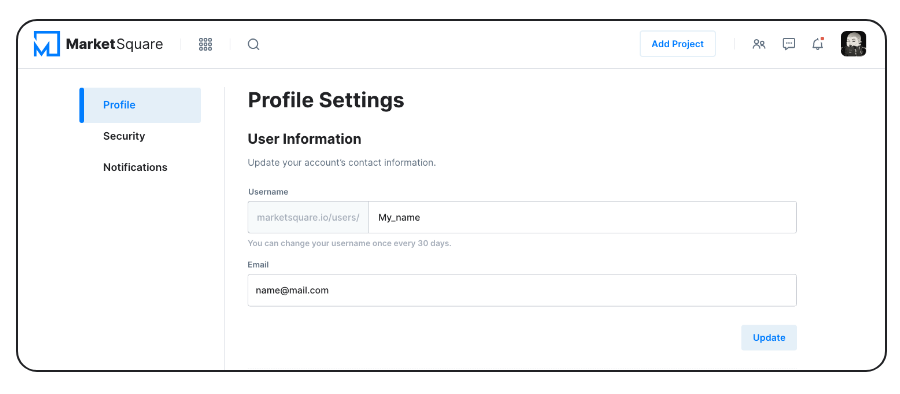 MarketSquare
Add Project
Profile
Security
Notifications
Profile Settings
User Information
Update your account's contact information.
Username
marketsquare.io/users/ My_name
You can change your username once every 30 days.
Email
name@mail.com
Update